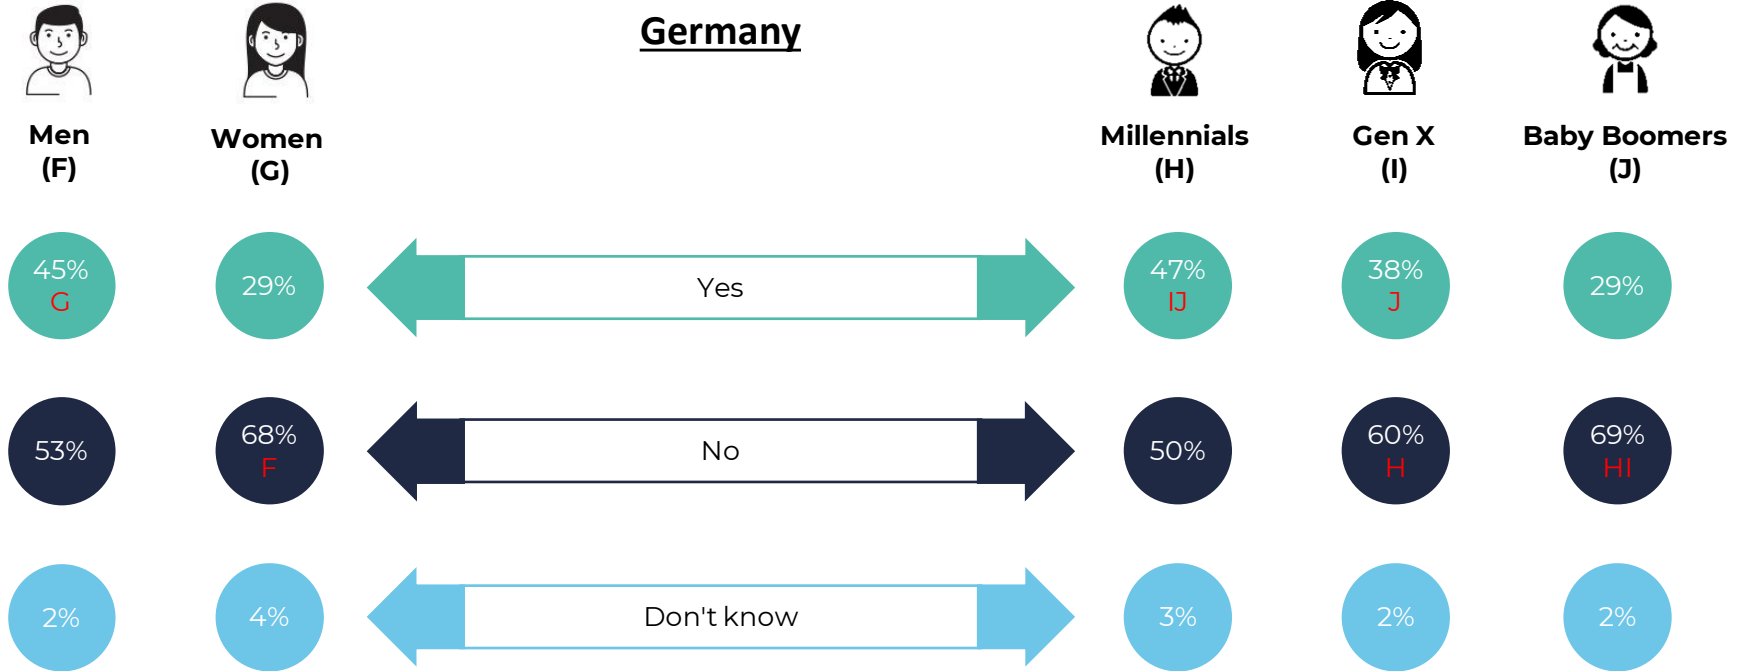 Germany
Men
(F)
Women
(G)
Millennials
(H)
Gen X
(I)
Baby Boomers
(J)
45%
G
29%
Yes
47%
IJ
38%
J
29%
53%
68%
F
No
50%
60%
H
69%
HI
2%
4%
Don't know
3%
2%
2%